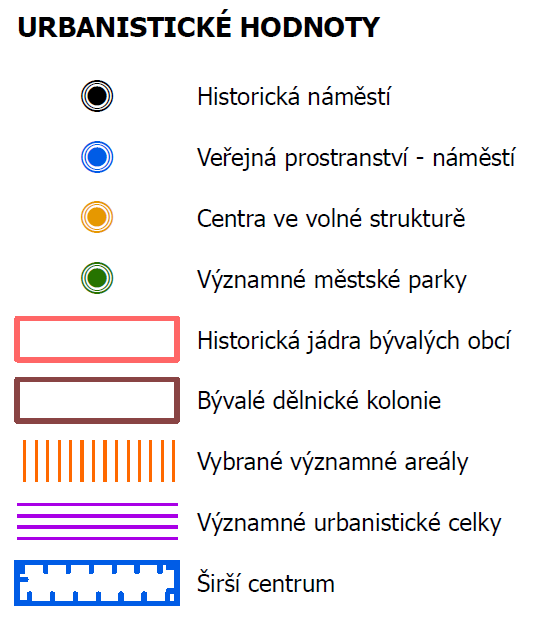 URBANISTICKÉ HODNOTY
Historická náměstí
Veřejná prostranství - náměstí
Centra ve volné struktuře
Významné městské parky
Historická jádra bývalých obcí
Bývalé dělnické kolonie
Vybrané významné areály
Významné urbanistické celky
Širší centrum